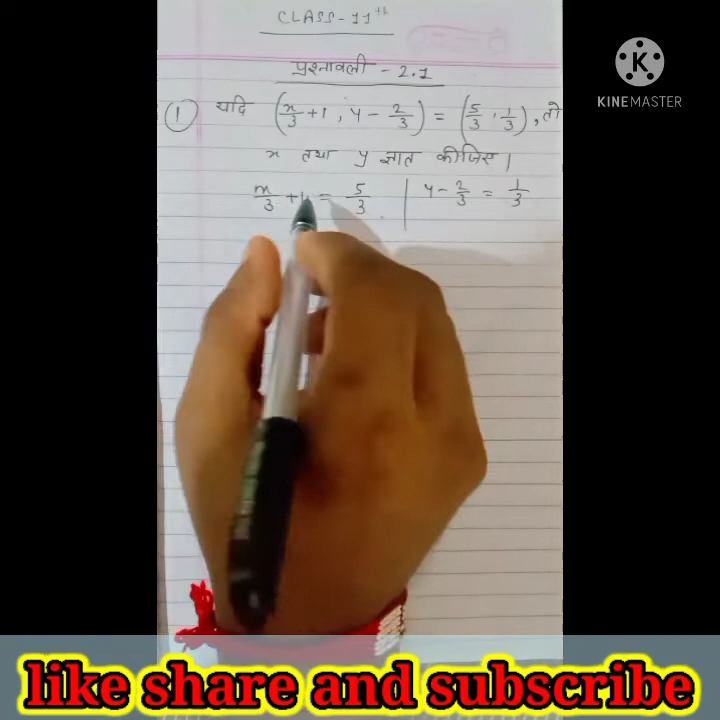 CLASS-11th
प्रश्नावली - 2.1
KINEMASTER
① यदि (x/3 + 1, y - 2/3) = (5/3, 1/3), तो
x तथा y ज्ञात कीजिए।
x/3 + 1 = 5/3 | y - 2/3 = 1/3
like share and subscribe